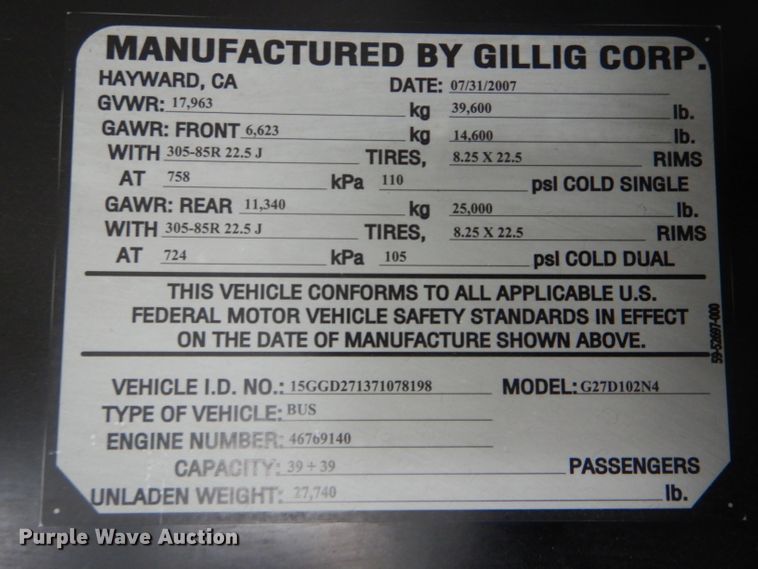 MANUFACTURED BY GILLIG CORP.
HAYWARD, CA DATE: 07/31/2007
GVWR: 17,963 kg 39,600 lb.
GAWR: FRONT 6,623 kg 14,600 lb.
WITH 305-85R 22.5 J TIRES, 8.25 X 22.5 RIMS
AT 758 kPa 110 psi COLD SINGLE
GAWR: REAR 11,340 kg 25,000 lb.
WITH 305-85R 22.5 J TIRES, 8.25 X 22.5 RIMS
AT 724 kPa 105 psi COLD DUAL
THIS VEHICLE CONFORMS TO ALL APPLICABLE U.S.
FEDERAL MOTOR VEHICLE SAFETY STANDARDS IN EFFECT
ON THE DATE OF MANUFACTURE SHOWN ABOVE.
59-52697-000
VEHICLE I.D. NO.: 15GGD271371078198 MODEL: G27D102N4
TYPE OF VEHICLE: BUS
ENGINE NUMBER: 46769140
CAPACITY: 39 + 39 PASSENGERS
UNLADEN WEIGHT: 27,740 lb.
Purple Wave Auction